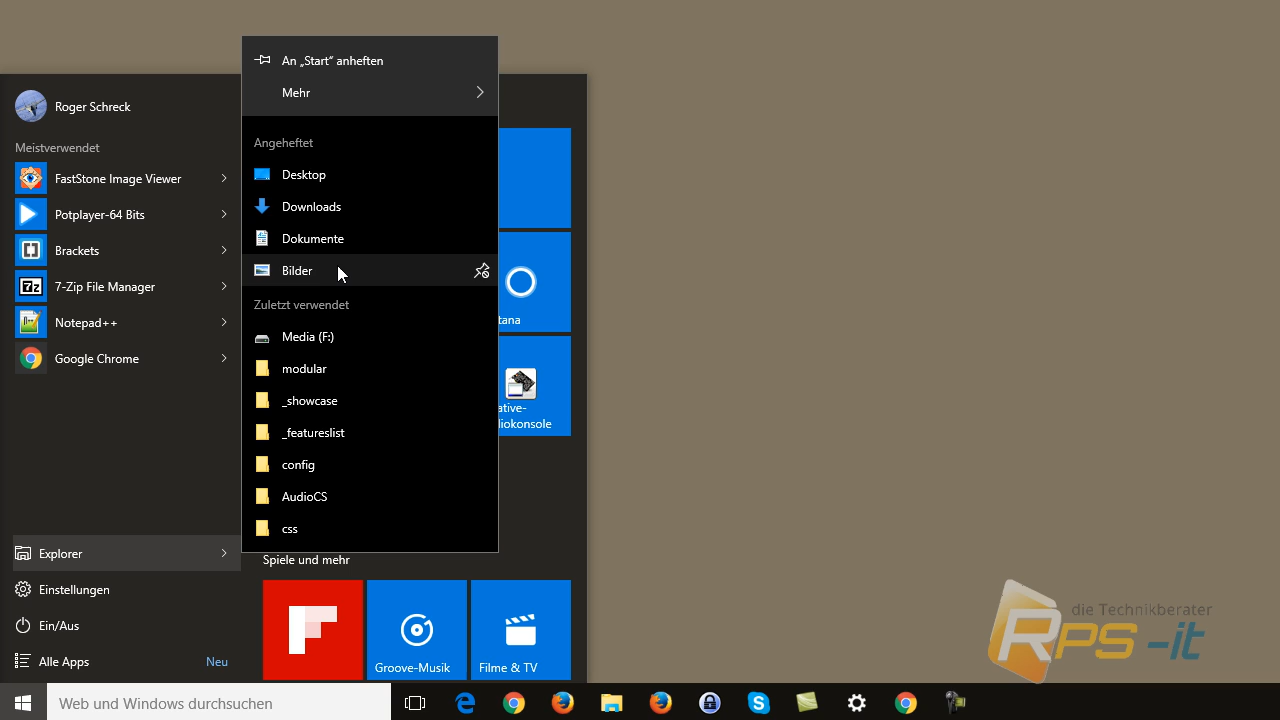 Roger Schreck
Meistverwendet
FastStone Image Viewer
Potplayer-64 Bits
Brackets
7-Zip File Manager
Notepad++
Google Chrome
Explorer
Einstellungen
Ein/Aus
Alle Apps Neu
Web und Windows durchsuchen
An „Start“ anheften
Mehr
Angeheftet
Desktop
Downloads
Dokumente
Bilder
Zuletzt verwendet
Media (F:)
modular
_showcase
_featureslist
config
AudioCS
css
tana
ative-
liokonsole
Spiele und mehr
Groove-Musik
Filme & TV
die Technikberater
RPS-it